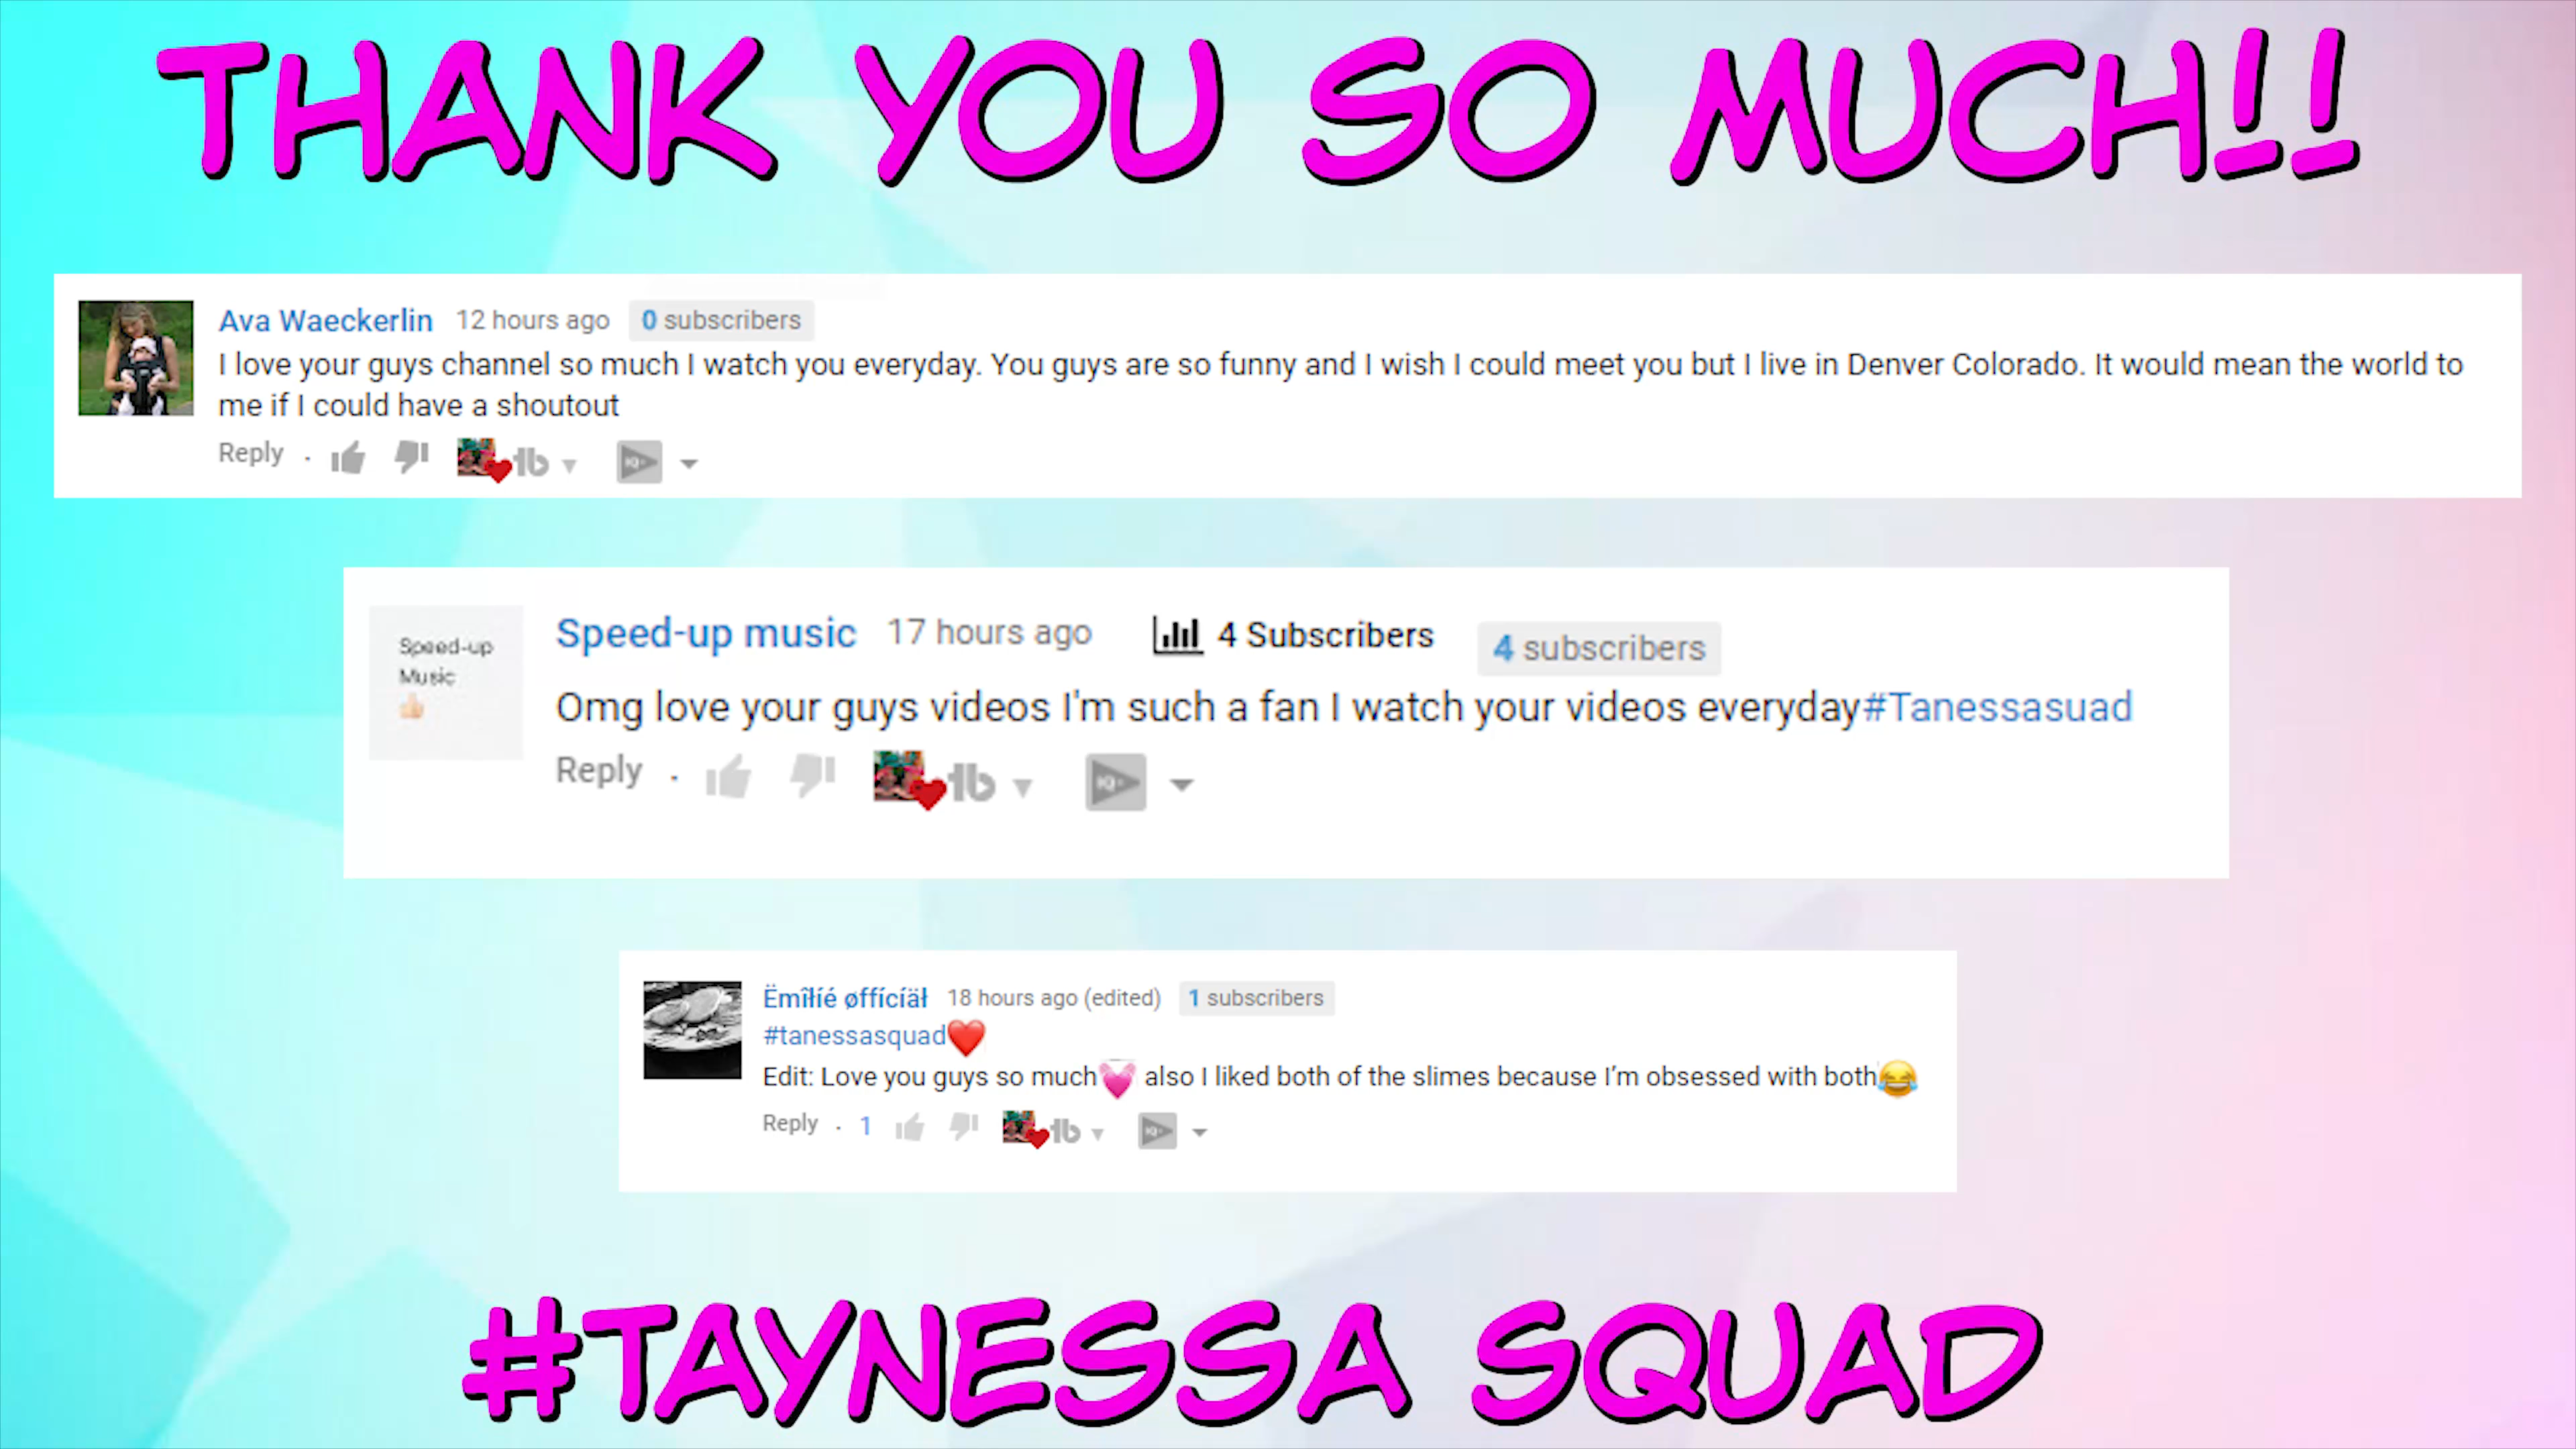 THANK YOU SO MUCH!!
Ava Waeckerlin 12 hours ago 0 subscribers
I love your guys channel so much I watch you everyday. You guys are so funny and I wish I could meet you but I live in Denver Colorado. It would mean the world to
me if I could have a shoutout
Reply
Speed-up
Music 👍🏻
Speed-up music 17 hours ago 4 Subscribers 4 subscribers
Omg love your guys videos I'm such a fan I watch your videos everyday#Tanessasuad
Reply
Ëmîłíé øffícíäł 18 hours ago (edited) 1 subscribers
#tanessasquad❤️
Edit: Love you guys so much💓 also I liked both of the slimes because I'm obsessed with both😂
Reply · 1
#TAYNESSA SQUAD